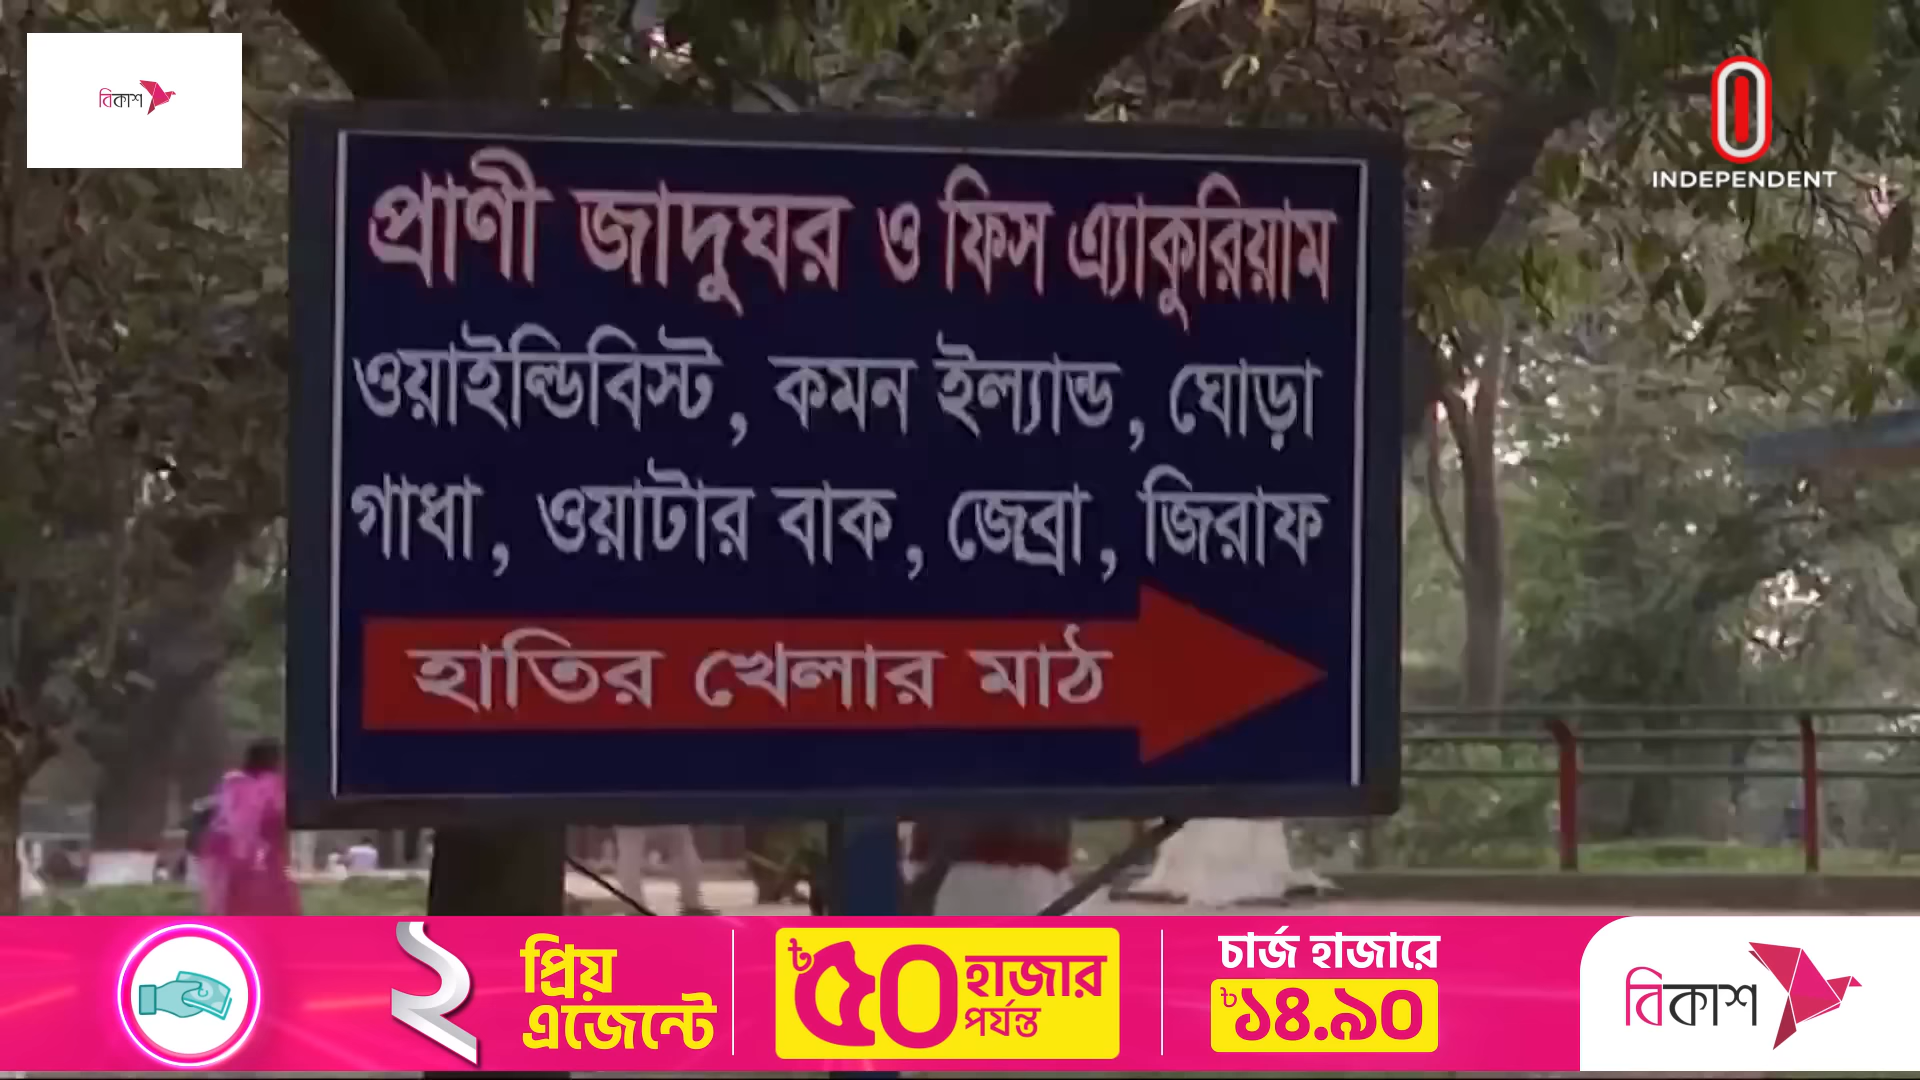 বিকাশ
INDEPENDENT
প্রাণী জাদুঘর ও ফিস এ্যাকুরিয়াম
ওয়াইল্ডিবিস্ট, কমন ইল্যান্ড, ঘোড়া
গাধা, ওয়াটার বাক, জেব্রা, জিরাফ
হাতির খেলার মাঠ
২ প্রিয় এজেন্টে
৳৫০ হাজার পর্যন্ত
চার্জ হাজারে
৳১৪.৯০
বিকাশ